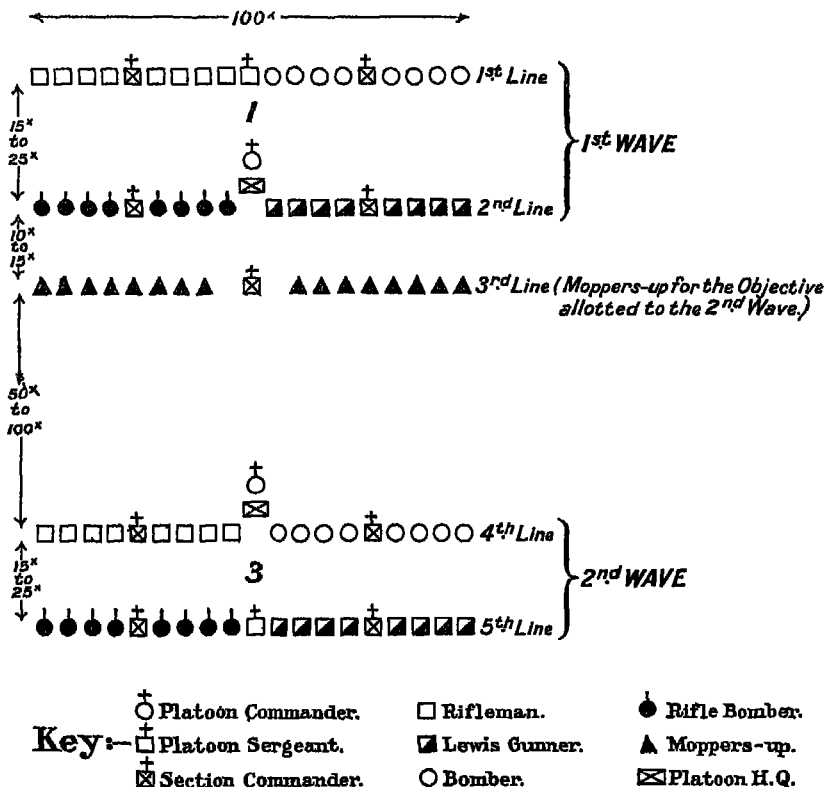 100ˣ
1st Line
15ˣ
to
25ˣ
1
1st WAVE
2nd Line
10ˣ
to
15ˣ
3rd Line (Moppers-up for the Objective
allotted to the 2nd Wave.)
50ˣ
to
100ˣ
4th Line
15ˣ
to
25ˣ
3
2nd WAVE
5th Line
Key:-
Platoon Commander. Rifleman. Rifle Bomber.
Platoon Sergeant. Lewis Gunner. Moppers-up.
Section Commander. Bomber. Platoon H.Q.